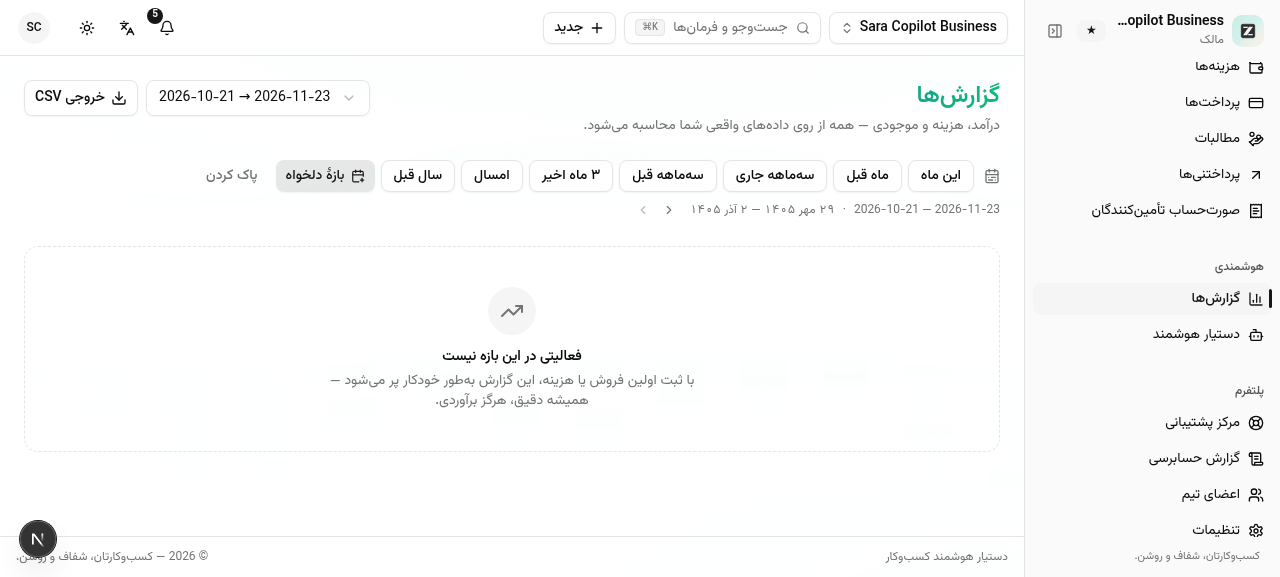 ...opilot Business
مالک
هزینه‌ها
پرداخت‌ها
مطالبات
پرداختنی‌ها
صورت‌حساب تأمین‌کنندگان
هوشمندی
گزارش‌ها
دستیار هوشمند
پلتفرم
مرکز پشتیبانی
گزارش حسابرسی
اعضای تیم
تنظیمات
کسب‌وکارتان، شفاف و روشن.
Sara Copilot Business
جست‌وجو و فرمان‌ها ⌘K
جدید
5
SC
گزارش‌ها
درآمد، هزینه و موجودی — همه از روی داده‌های واقعی شما محاسبه می‌شود.
2026-10-21 → 2026-11-23
خروجی CSV
این ماه
ماه قبل
سه‌ماهه جاری
سه‌ماهه قبل
۳ ماه اخیر
امسال
سال قبل
بازهٔ دلخواه
پاک کردن
2026-10-21 — 2026-11-23 · ۲۹ مهر ۱۴۰۵ — ۲ آذر ۱۴۰۵
فعالیتی در این بازه نیست
با ثبت اولین فروش یا هزینه، این گزارش به‌طور خودکار پر می‌شود —
همیشه دقیق، هرگز برآوردی.
دستیار هوشمند کسب‌وکار
© 2026 — کسب‌وکارتان، شفاف و روشن.
N